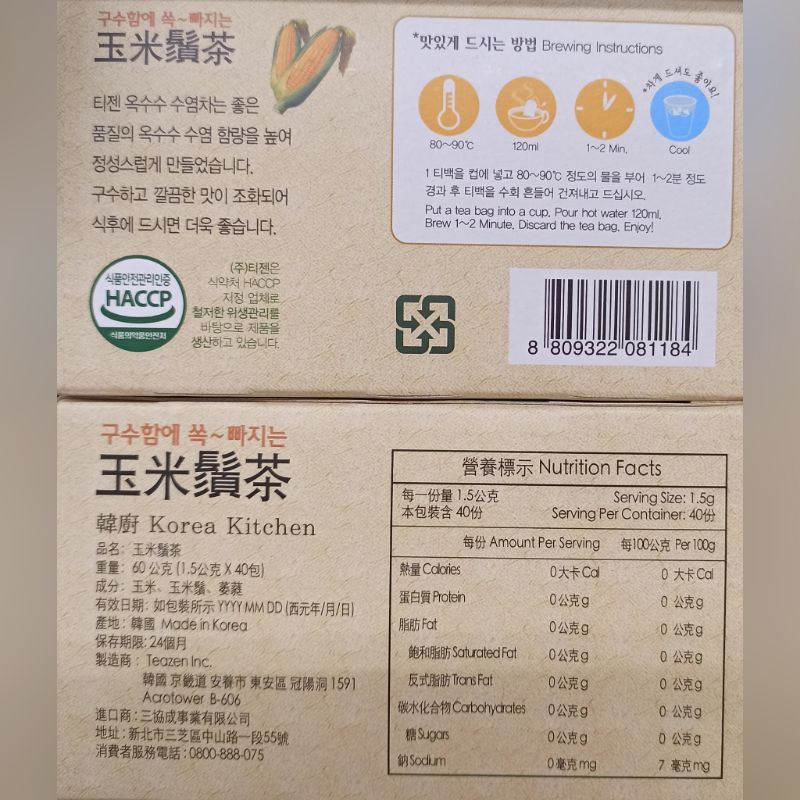 구수함에 쏙~빠지는
玉米鬚茶
티젠 옥수수 수염차는 좋은
품질의 옥수수 수염 함량을 높여
정성스럽게 만들었습니다.
구수하고 깔끔한 맛이 조화되어
식후에 드시면 더욱 좋습니다.
식품안전관리인증
HACCP
식품의약품안전처
(주)티젠은
식약처 HACCP
지정 업체로
철저한 위생관리를
바탕으로 제품을
생산하고 있습니다.
*맛있게 드시는 방법 Brewing Instructions
*차게 드셔도 좋아요!
80~90℃ 120ml 1~2 Min. Cool
1 티백을 컵에 넣고 80~90℃ 정도의 물을 부어 1~2분 정도
경과 후 티백을 수회 흔들어 건져내고 드십시오.
Put a tea bag into a cup. Pour hot water 120ml.
Brew 1~2 Minute. Discard the tea bag. Enjoy!
8 809322 081184
구수함에 쏙~빠지는
玉米鬚茶
韓廚 Korea Kitchen
品名: 玉米鬚茶
重量: 60 公克 (1.5公克 X 40包)
成分: 玉米、玉米鬚、萎蕤
有效日期: 如包裝所示 YYYY MM DD (西元年/月/日)
產地: 韓國 Made in Korea
保存期限: 24個月
製造商: Teazen Inc.
韓國 京畿道 安養市 東安區 冠陽洞 1591
Acrotower B-606
進口商: 三協成事業有限公司
地址: 新北市三芝區中山路一段55號
消費者服務電話: 0800-888-075
營養標示 Nutrition Facts
每一份量 1.5公克 Serving Size: 1.5g
本包裝含 40份 Serving Per Container: 40份
每份 Amount Per Serving 每100公克 Per 100g
熱量 Calories 0大卡 Cal 0 大卡 Cal
蛋白質 Protein 0公克 g 0 公克 g
脂肪 Fat 0公克 g 0 公克 g
飽和脂肪 Saturated Fat 0公克 g 0 公克 g
反式脂肪 Trans Fat 0公克 g 0 公克 g
碳水化合物 Carbohydrates 0公克 g 0 公克 g
糖 Sugars 0公克 g 0 公克 g
鈉 Sodium 0毫克 mg 7 毫克 mg